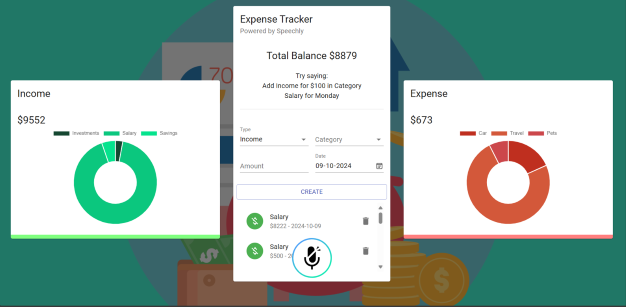 Income
$9552
Investments Salary Savings
Expense Tracker
Powered by Speechly
Total Balance $8879
Try saying:
Add Income for $100 in Category
Salary for Monday
Type
Income
Category
Amount
Date
09-10-2024
CREATE
Salary
$8222 - 2024-10-09
Salary
$500 - 20
Expense
$673
Car Travel Pets
70
$
$